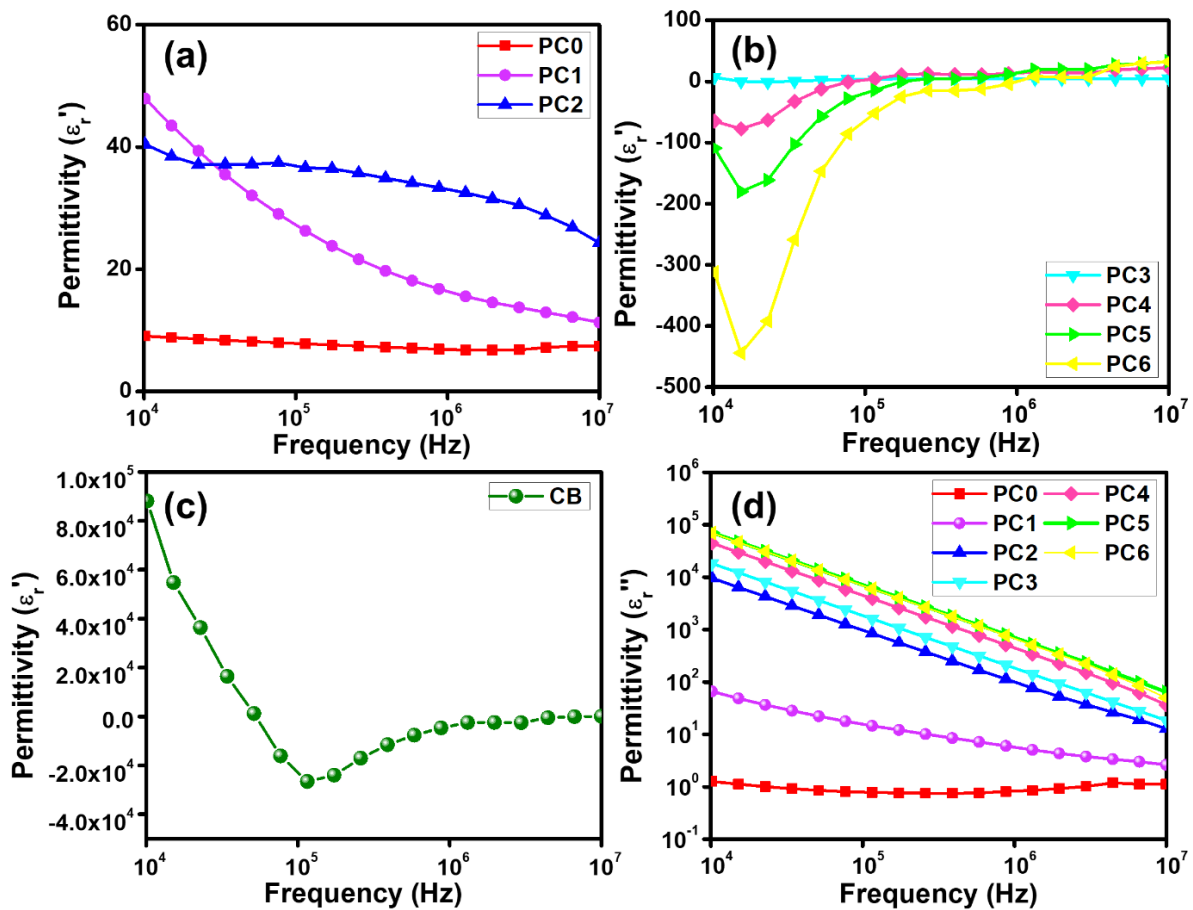 (a)
PC0
PC1
PC2
Permittivity (εr')
60
40
20
0
10^4 10^5 10^6 10^7
Frequency (Hz)
(b)
PC3
PC4
PC5
PC6
Permittivity (εr')
100
0
-100
-200
-300
-400
-500
10^4 10^5 10^6 10^7
Frequency (Hz)
(c)
CB
Permittivity (εr')
1.0x10^5
8.0x10^4
6.0x10^4
4.0x10^4
2.0x10^4
0.0
-2.0x10^4
-4.0x10^4
10^4 10^5 10^6 10^7
Frequency (Hz)
(d)
PC0 PC4
PC1 PC5
PC2 PC6
PC3
Permittivity (εr'')
10^6
10^5
10^4
10^3
10^2
10^1
10^0
10^-1
10^4 10^5 10^6 10^7
Frequency (Hz)